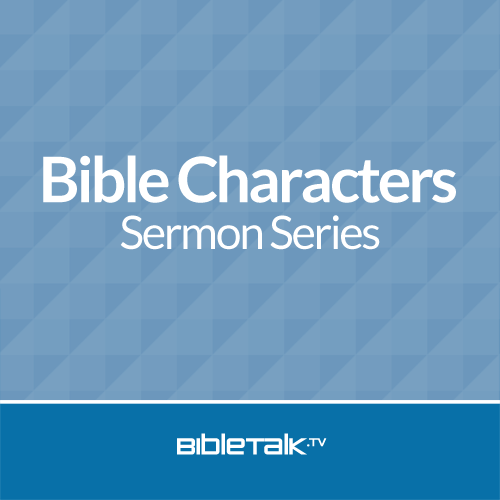 Bible Characters
Sermon Series
BIBLETALK.TV